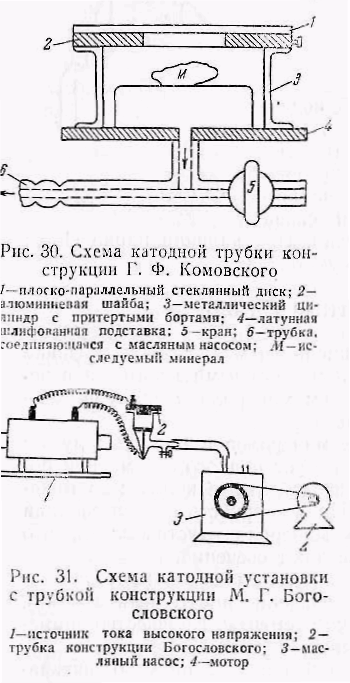 1
2
3
И
4
6
5
Рис. 30. Схема катодной трубки кон-
струкции Г. Ф. Комовского
1—плоско-параллельный стеклянный диск; 2—
алюминиевая шайба; 3—металлический ци-
линдр с притертыми бортами; 4—латунная
шлифованная подставка; 5—кран; 6—трубка,
соединяющаяся с масляным насосом; М—ис-
следуемый минерал
2
1
3
4
Рис. 31. Схема катодной установки
с трубкой конструкции М. Г. Бого-
словского
1—источник тока высокого напряжения; 2—
трубка конструкции Богословского; 3—мас-
ляный насос; 4—мотор